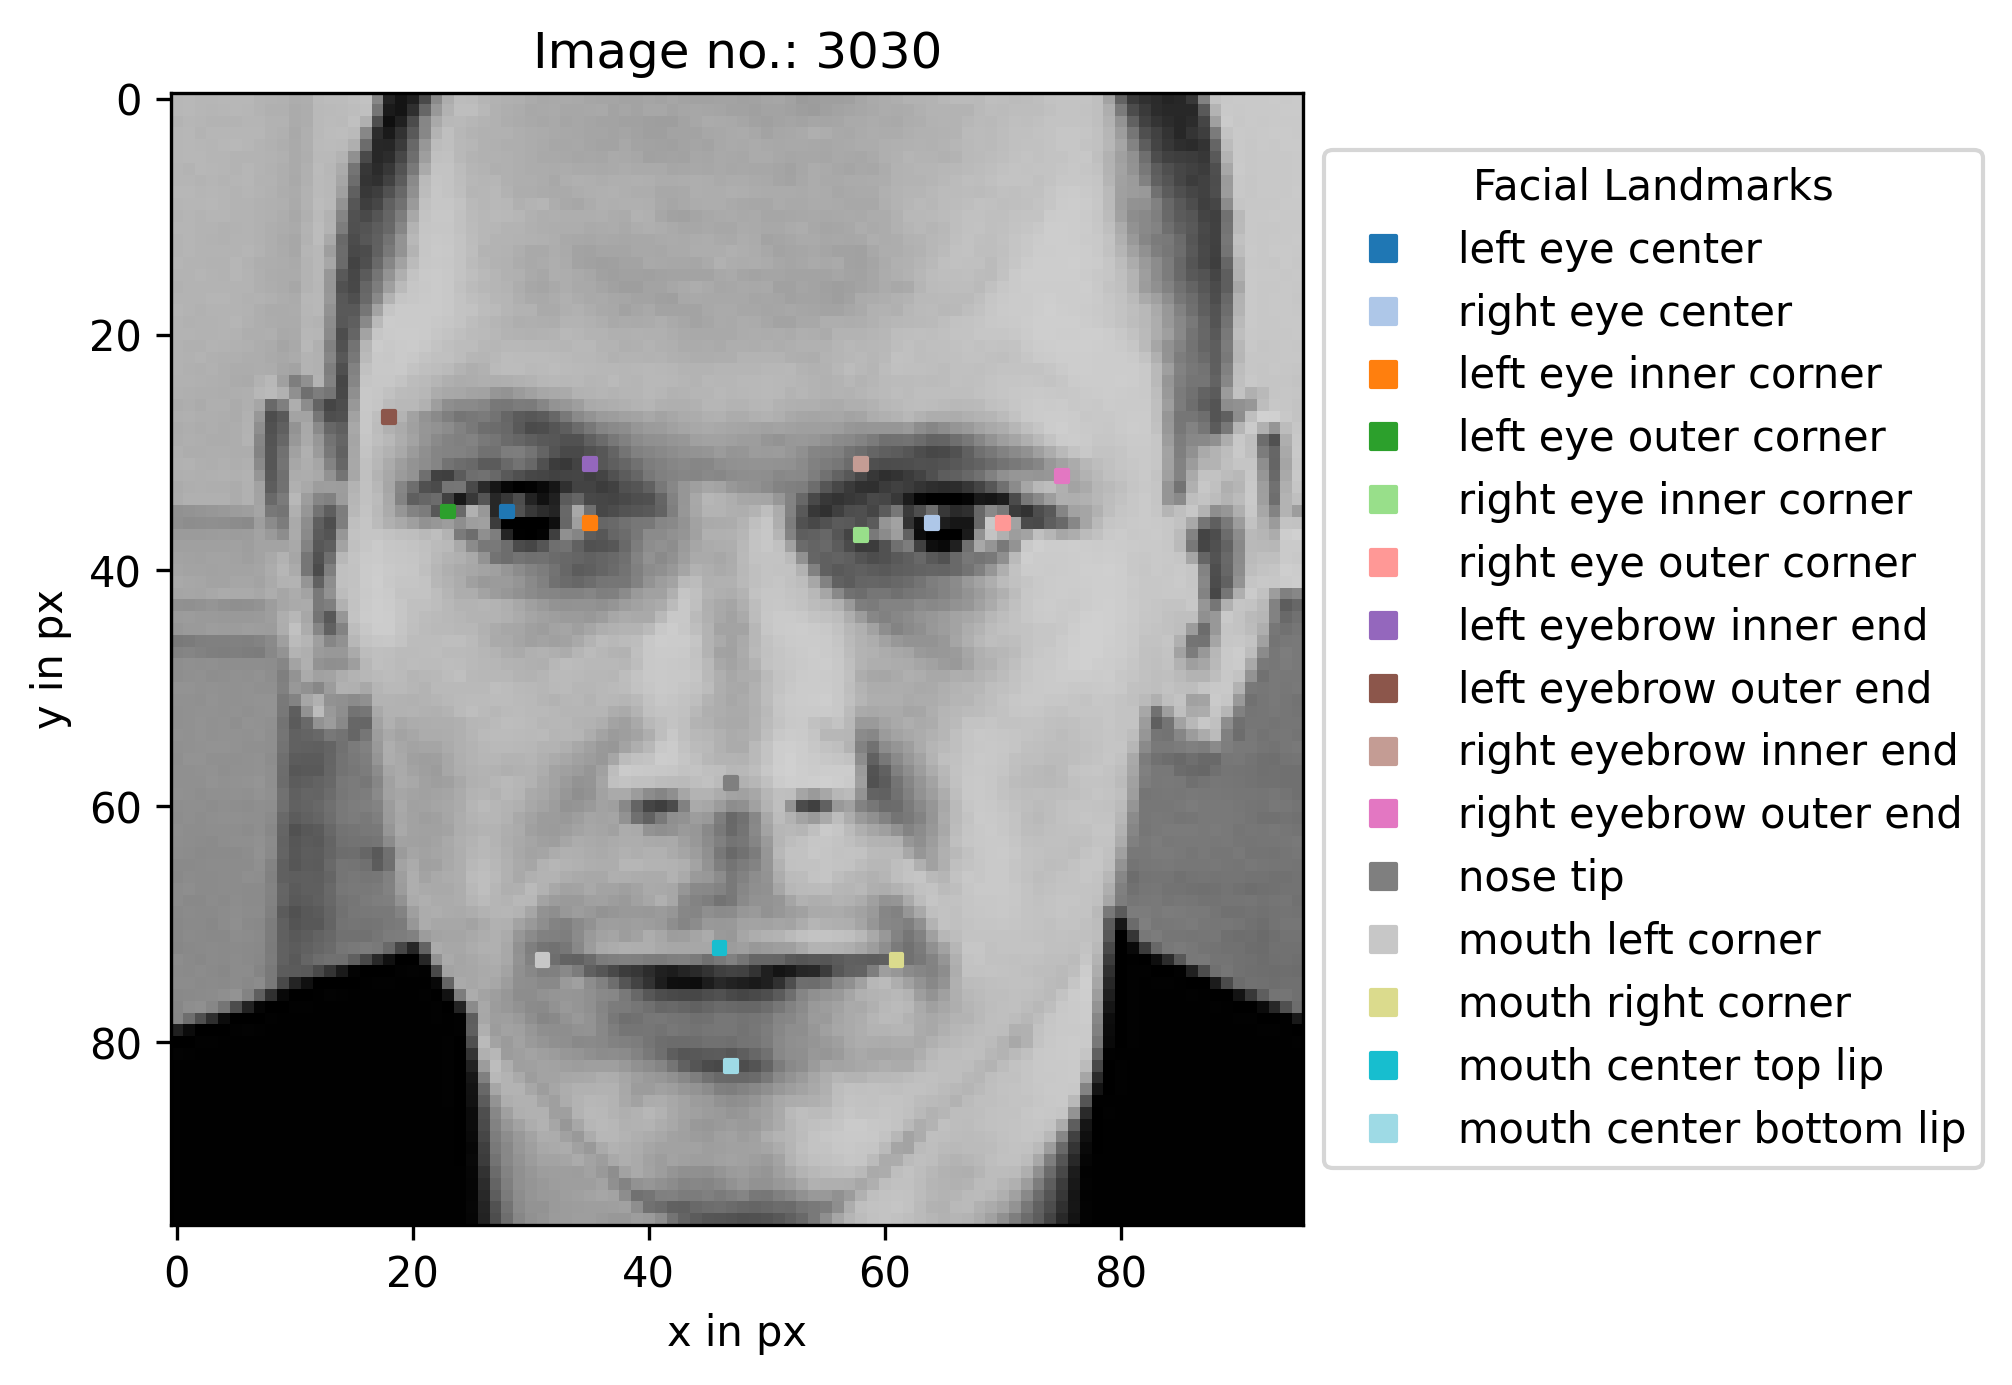 Image no.: 3030
0
20
40
60
80
y in px
0 20 40 60 80
x in px
Facial Landmarks
left eye center
right eye center
left eye inner corner
left eye outer corner
right eye inner corner
right eye outer corner
left eyebrow inner end
left eyebrow outer end
right eyebrow inner end
right eyebrow outer end
nose tip
mouth left corner
mouth right corner
mouth center top lip
mouth center bottom lip